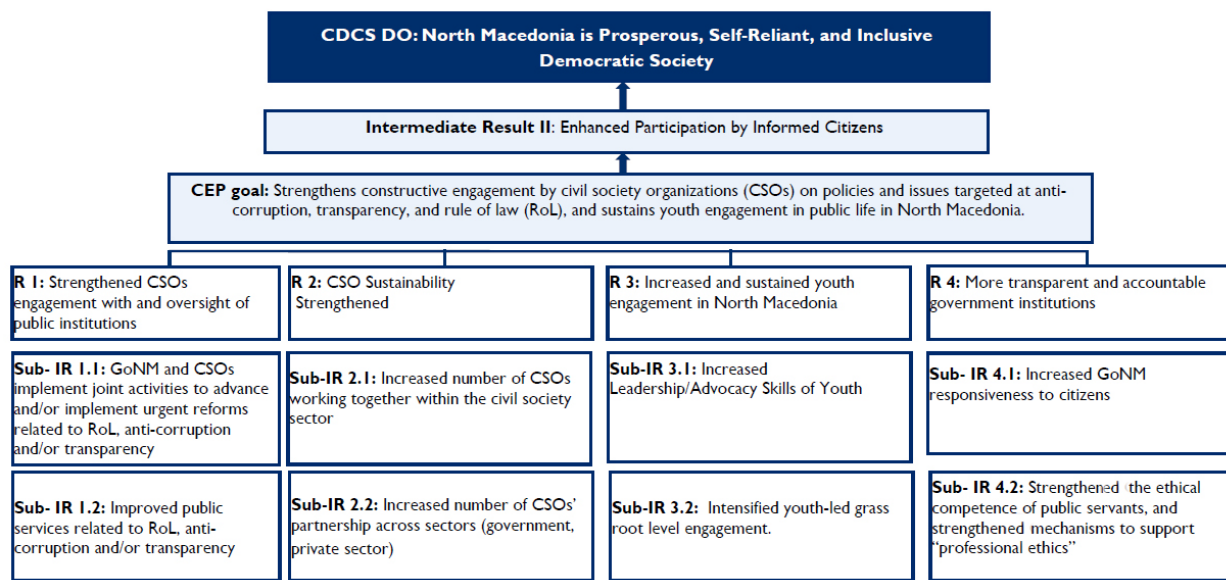 CDCS DO: North Macedonia is Prosperous, Self-Reliant, and Inclusive
Democratic Society
Intermediate Result II: Enhanced Participation by Informed Citizens
CEP goal: Strengthens constructive engagement by civil society organizations (CSOs) on policies and issues targeted at anti-
corruption, transparency, and rule of law (RoL), and sustains youth engagement in public life in North Macedonia.
R 1: Strengthened CSOs
engagement with and oversight of
public institutions
R 2: CSO Sustainability
Strengthened
R 3: Increased and sustained youth
engagement in North Macedonia
R 4: More transparent and accountable
government institutions
Sub- IR 1.1: GoNM and CSOs
implement joint activities to advance
and/or implement urgent reforms
related to RoL, anti-corruption
and/or transparency
Sub-IR 2.1: Increased number of CSOs
working together within the civil society
sector
Sub-IR 3.1: Increased
Leadership/Advocacy Skills of Youth
Sub- IR 4.1: Increased GoNM
responsiveness to citizens
Sub- IR 1.2: Improved public
services related to RoL, anti-
corruption and/or transparency
Sub-IR 2.2: Increased number of CSOs'
partnership across sectors (government,
private sector)
Sub-IR 3.2: Intensified youth-led grass
root level engagement.
Sub- IR 4.2: Strengthened the ethical
competence of public servants, and
strengthened mechanisms to support
"professional ethics"